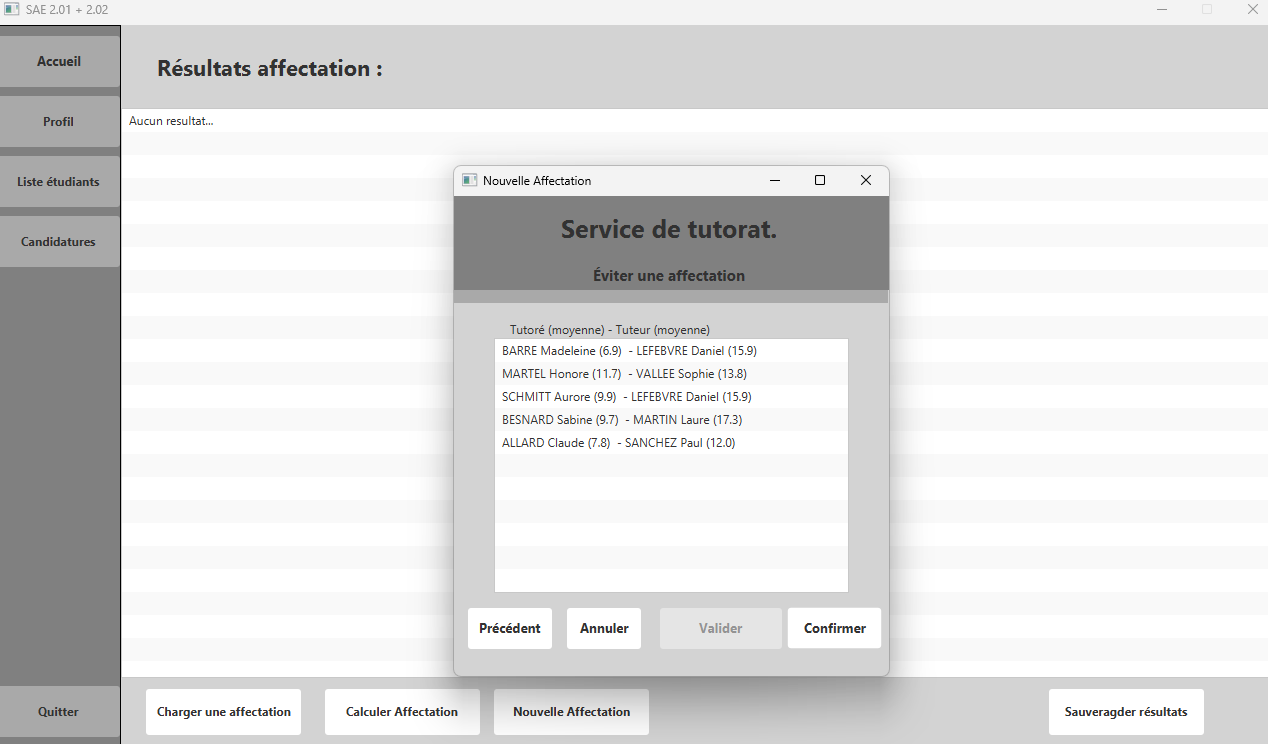 SAE 2.01 + 2.02
Accueil
Profil
Liste étudiants
Candidatures
Quitter
Résultats affectation :
Aucun resultat...
Nouvelle Affectation
Service de tutorat.
Éviter une affectation
Tutoré (moyenne) - Tuteur (moyenne)
BARRE Madeleine (6.9) - LEFEBVRE Daniel (15.9)
MARTEL Honore (11.7) - VALLEE Sophie (13.8)
SCHMITT Aurore (9.9) - LEFEBVRE Daniel (15.9)
BESNARD Sabine (9.7) - MARTIN Laure (17.3)
ALLARD Claude (7.8) - SANCHEZ Paul (12.0)
Précédent
Annuler
Valider
Confirmer
Charger une affectation
Calculer Affectation
Nouvelle Affectation
Sauveragder résultats